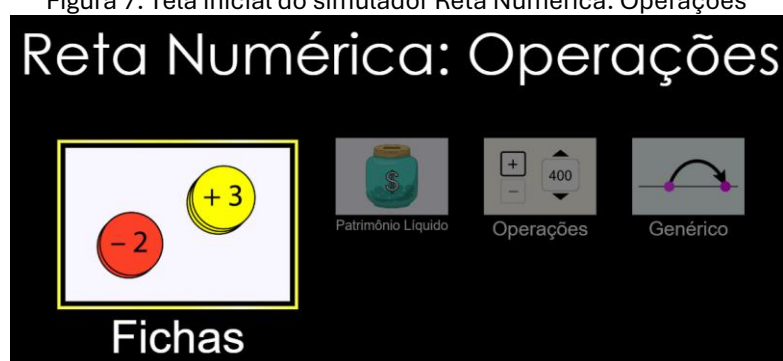 Figura 7: Tela inicial do simulador Reta Numérica: Operações
Reta Numérica: Operações
+ 3
− 2
$
+
−
400
Patrimônio Líquido
Operações
Genérico
Fichas